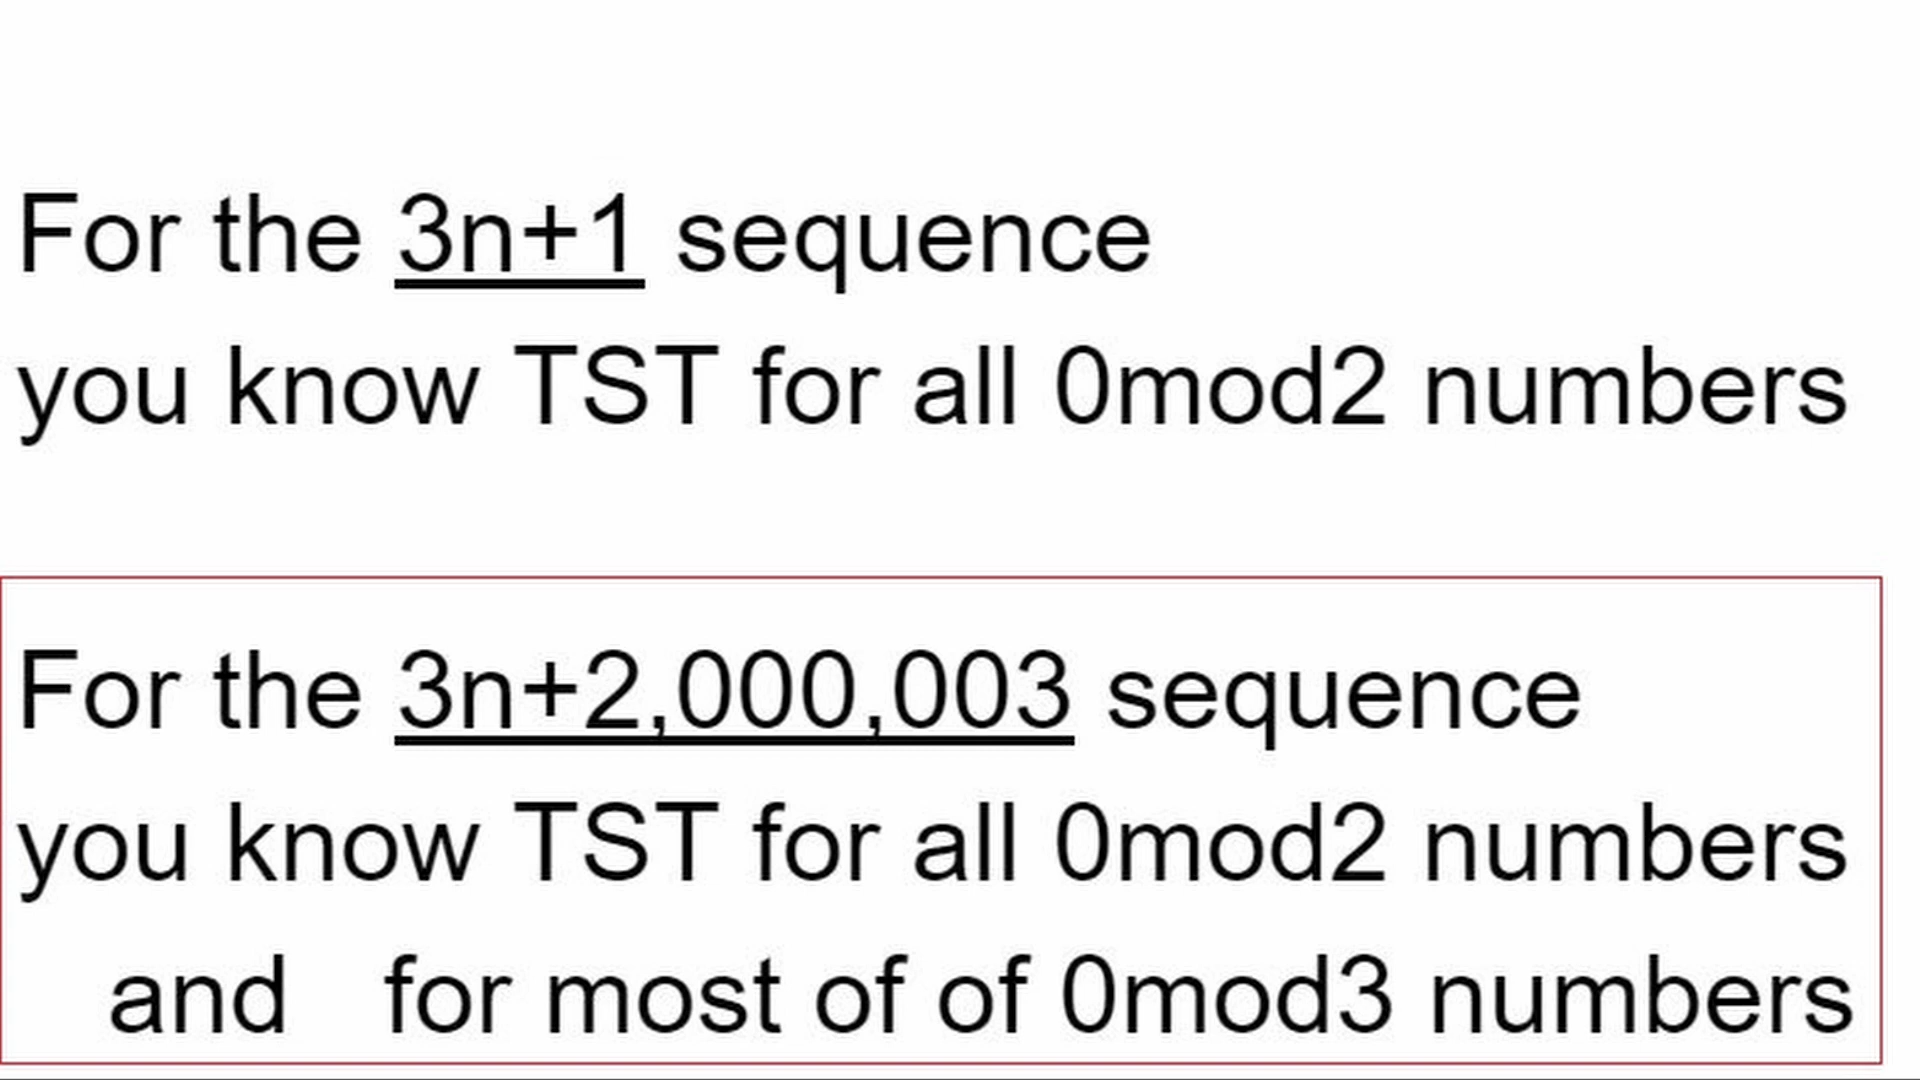 For the 3n+1 sequence
you know TST for all 0mod2 numbers
For the 3n+2,000,003 sequence
you know TST for all 0mod2 numbers
and for most of of 0mod3 numbers